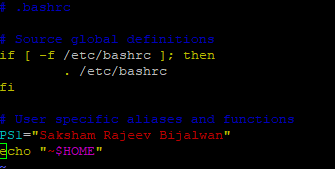 # .bashrc
# Source global definitions
if [ -f /etc/bashrc ]; then
. /etc/bashrc
fi
# User specific aliases and functions
PS1="Saksham Rajeev Bijalwan"
echo "~$HOME"
~